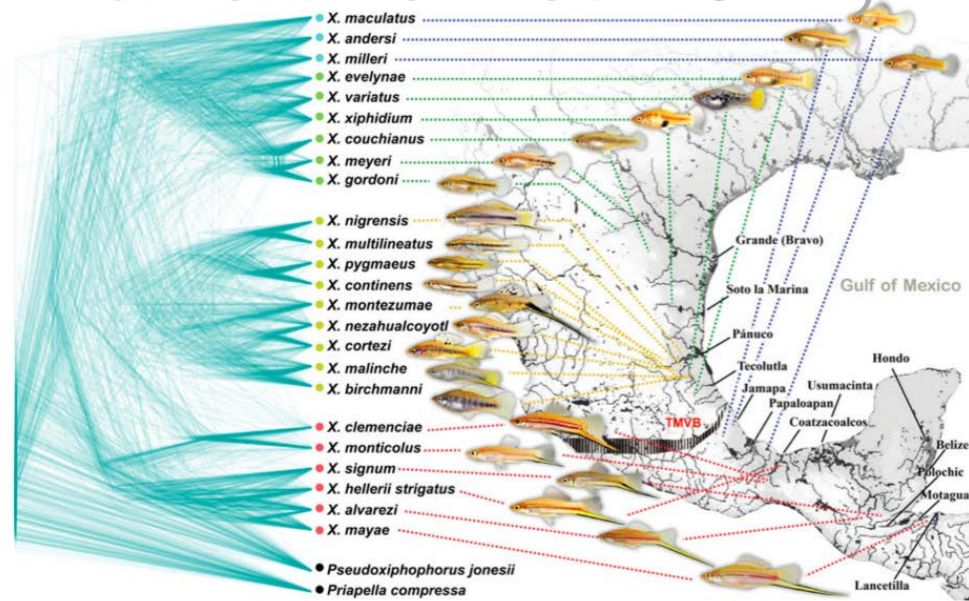 X. maculatus
X. andersi
X. milleri
X. evelynae
X. variatus
X. xiphidium
X. couchianus
X. meyeri
X. gordoni
X. nigrensis
X. multilineatus
X. pygmaeus
X. continens
X. montezumae
X. nezahualcoyotl
X. cortezi
X. malinche
X. birchmanni
X. clemenciae
X. monticolus
X. signum
X. hellerii strigatus
X. alvarezi
X. mayae
Pseudoxiphophorus jonesii
Priapella compressa
Grande (Bravo)
Soto la Marina
Gulf of Mexico
Pánuco
Tecolutla
Hondo
Jamapa
Usumacinta
Papaloapan
TMVB
Coatzacoalcos
Belize
Polochic
Motagua
Lancetilla